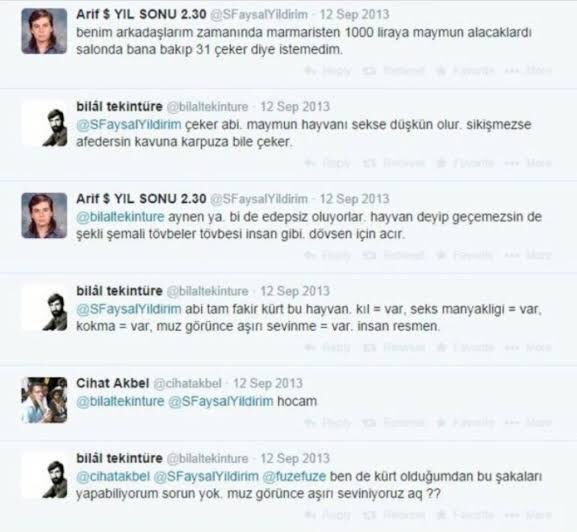 Arif $ YIL SONU 2.30 @SFaysalYildirim · 12 Sep 2013
benim arkadaşlarım zamanında marmaristen 1000 liraya maymun alacaklardı
salonda bana bakıp 31 çeker diye istemedim.
Reply Retweet Favorite More
bilâl tekintüre @bilaltekinture · 12 Sep 2013
@SFaysalYildirim çeker abi. maymun hayvanı sekse düşkün olur. sikişmezse
afedersin kavuna karpuza bile çeker.
Reply Retweet Favorite More
Arif $ YIL SONU 2.30 @SFaysalYildirim · 12 Sep 2013
@bilaltekinture aynen ya. bi de edepsiz oluyorlar. hayvan deyip geçemezsin de
şekli şemali tövbeler tövbesi insan gibi. dövsen için acır.
Reply Retweet Favorite More
bilâl tekintüre @bilaltekinture · 12 Sep 2013
@SFaysalYildirim abi tam fakir kürt bu hayvan. kıl = var, seks manyakligi = var,
kokma = var, muz görünce aşırı sevinme = var. insan resmen.
Reply Retweet Favorite More
Cihat Akbel @cihatakbel · 12 Sep 2013
@bilaltekinture @SFaysalYildirim hocam
Reply Retweet Favorite More
bilâl tekintüre @bilaltekinture · 12 Sep 2013
@cihatakbel @SFaysalYildirim @fuzefuze ben de kürt olduğumdan bu şakaları
yapabiliyorum sorun yok. muz görünce aşırı seviniyoruz aq ??
Reply Retweet Favorite More